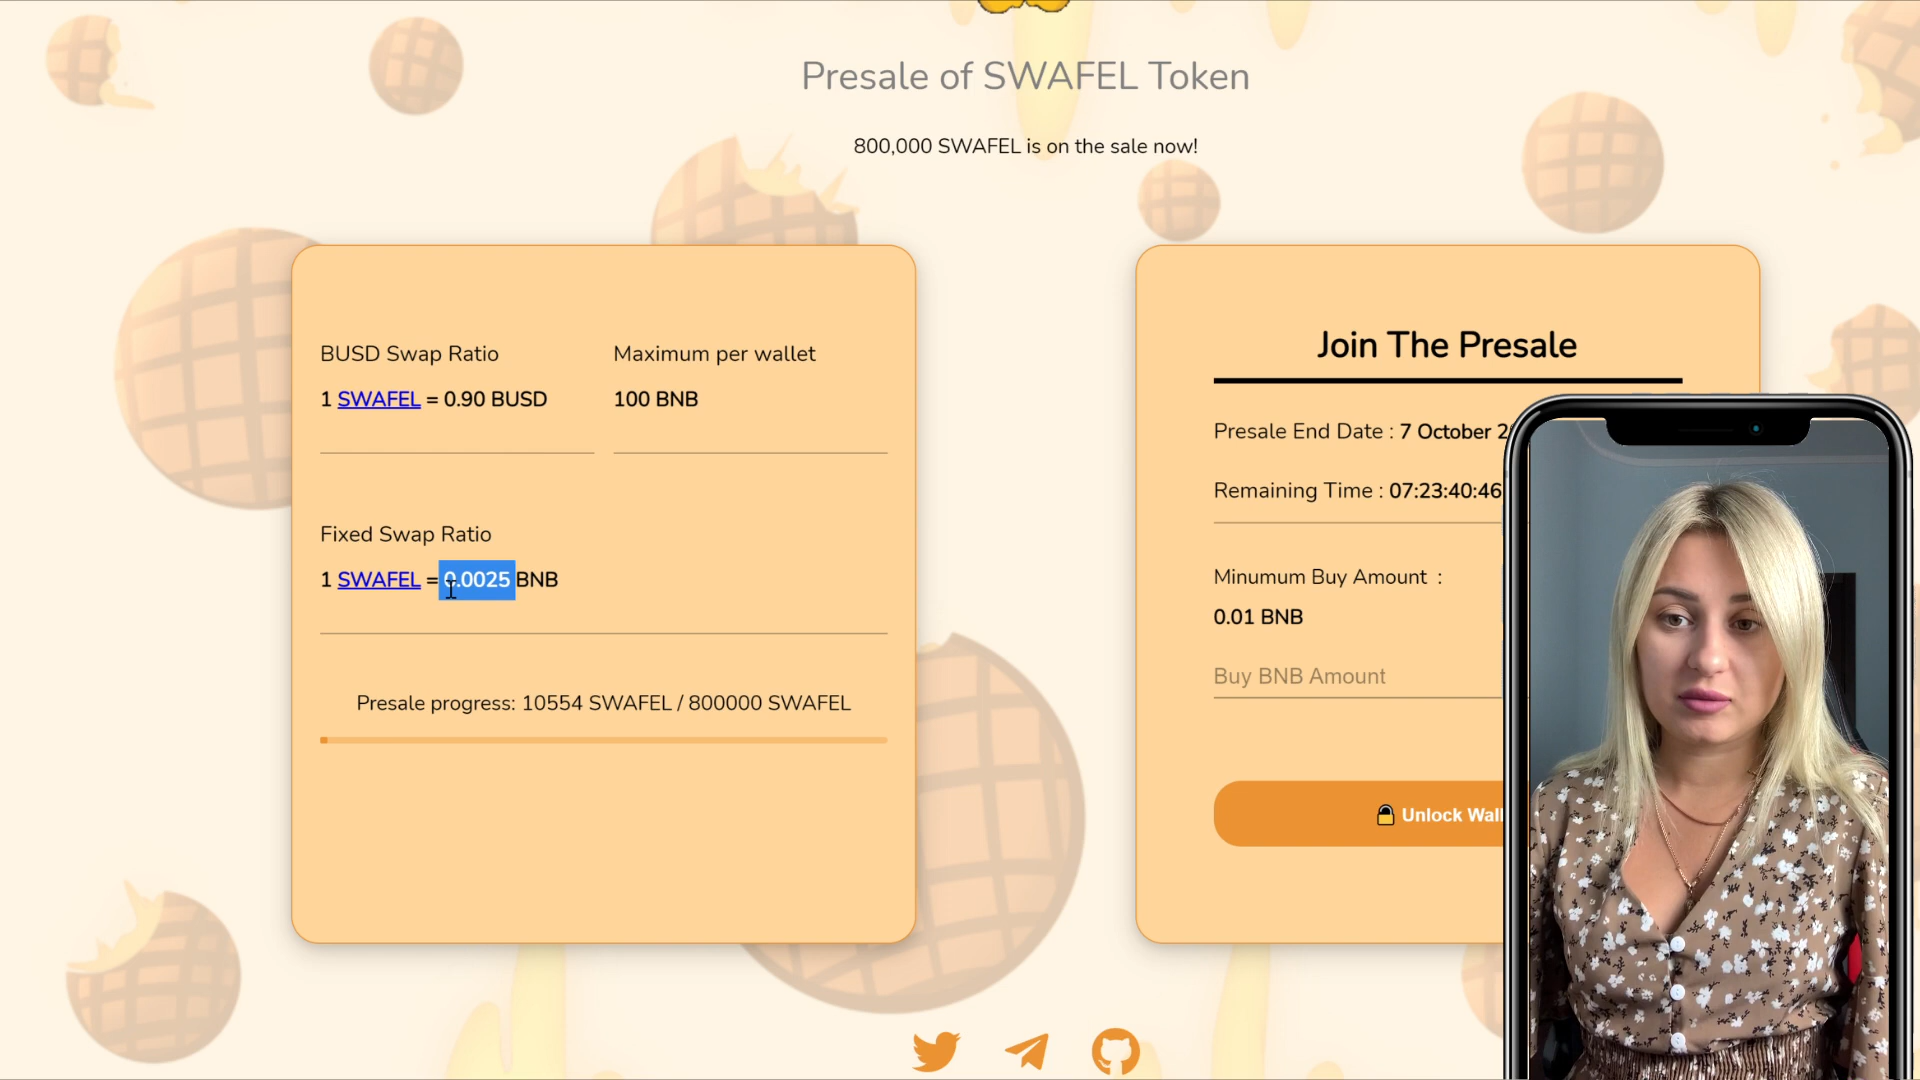 Presale of SWAFEL Token
800,000 SWAFEL is on the sale now!
BUSD Swap Ratio
1 SWAFEL = 0.90 BUSD
Maximum per wallet
100 BNB
Fixed Swap Ratio
1 SWAFEL = 0.0025 BNB
Presale progress: 10554 SWAFEL / 800000 SWAFEL
Join The Presale
Presale End Date : 7 October
Remaining Time : 07:23:40:46
Minumum Buy Amount :
0.01 BNB
Buy BNB Amount
Unlock